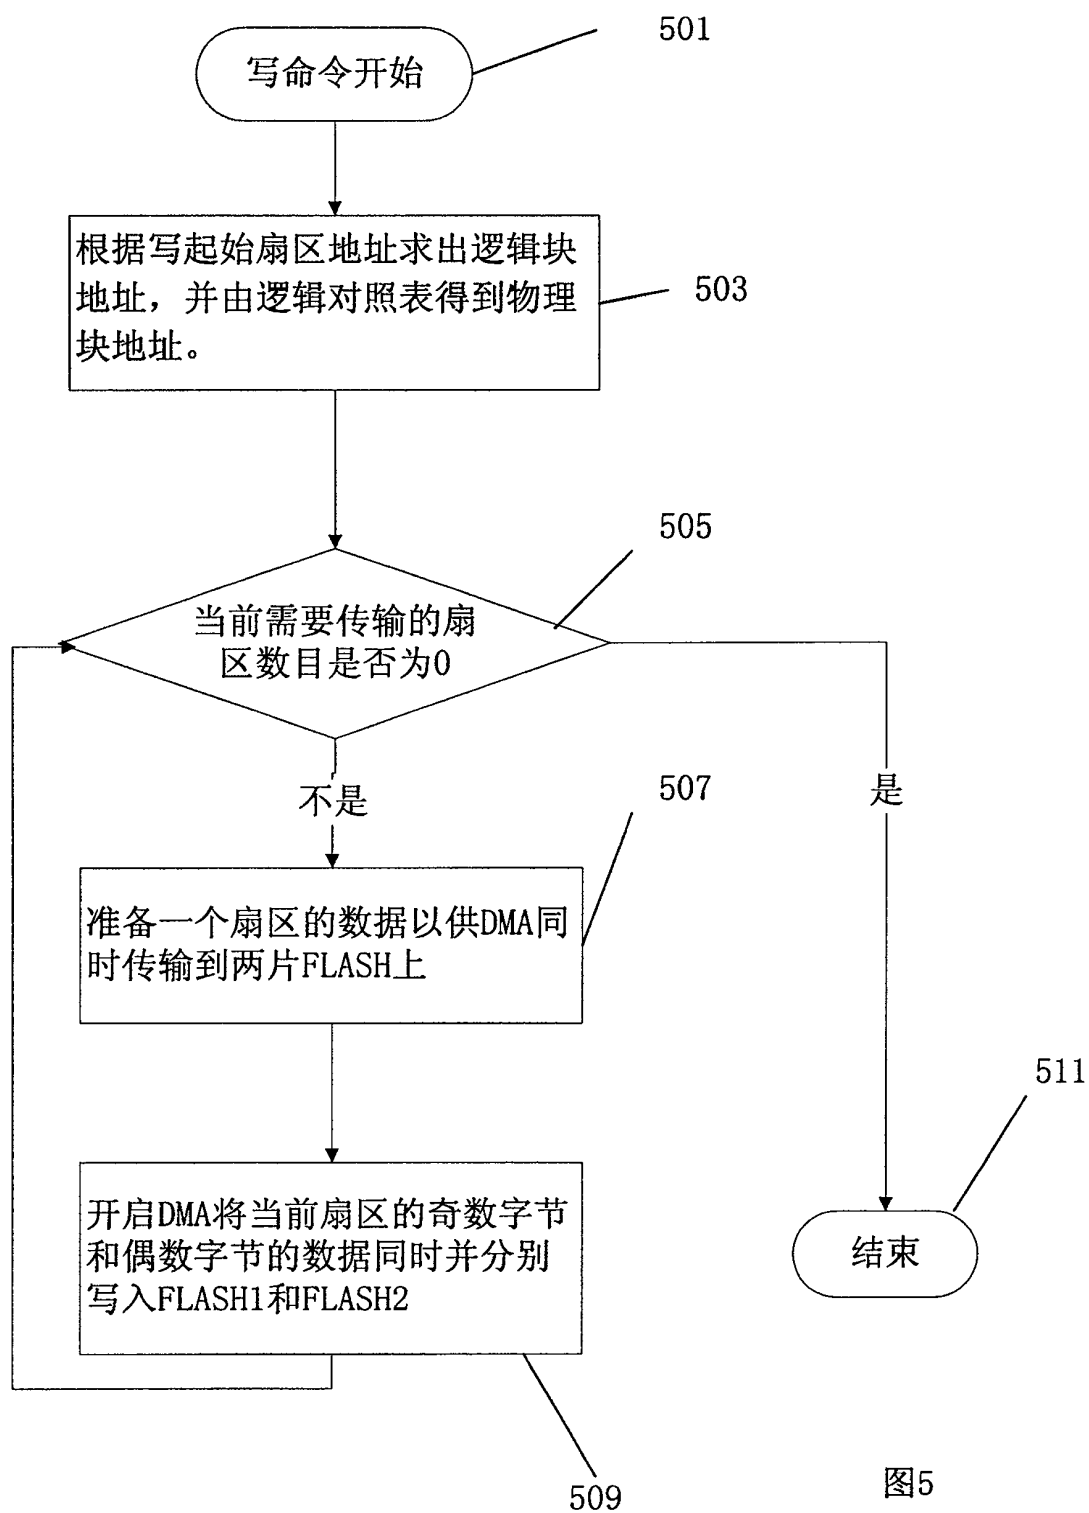 501
写命令开始
根据写起始扇区地址求出逻辑块
地址，并由逻辑对照表得到物理
块地址。
503
505
当前需要传输的扇
区数目是否为0
不是
507
是
准备一个扇区的数据以供DMA同
时传输到两片FLASH上
511
开启DMA将当前扇区的奇数字节
和偶数字节的数据同时并分别
写入FLASH1和FLASH2
结束
509
图5